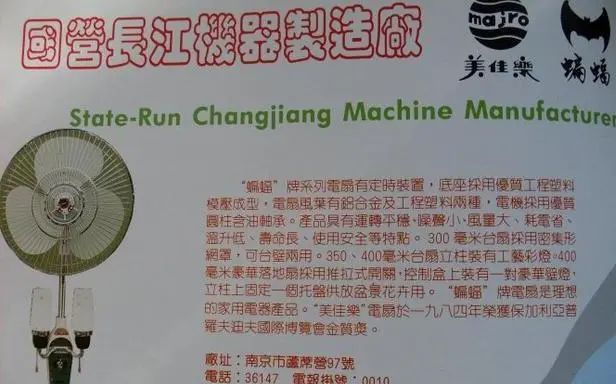 國營長江機器製造廠
majro
美佳樂
蝙蝠
State-Run Changjiang Machine Manufacturer
“蝙蝠”牌系列電扇有定時裝置，底座採用優質工程塑料
模壓成型，電扇風葉有鋁合金及工程塑料兩種，電機採用優質
圓柱含油軸承。產品具有運轉平穩、噪聲小、風量大、耗電省、
溫升低、壽命長、使用安全等特點。300毫米台扇採用密集形
網罩，可台壁兩用。350、400毫米台扇立柱裝有工藝彩燈。400
毫米豪華落地扇採用推拉式開關，控制盒上裝有一對豪華壁燈，
立柱上固定一個托盤供放盆景花卉用。“蝙蝠”牌電扇是理想
的家用電器產品。“美佳樂”電扇於一九八四年榮獲保加利亞普
羅夫迪夫國際博覽會金質獎。
廠址：南京市蘆蓆營97號
電話：36147 電報掛號：0010